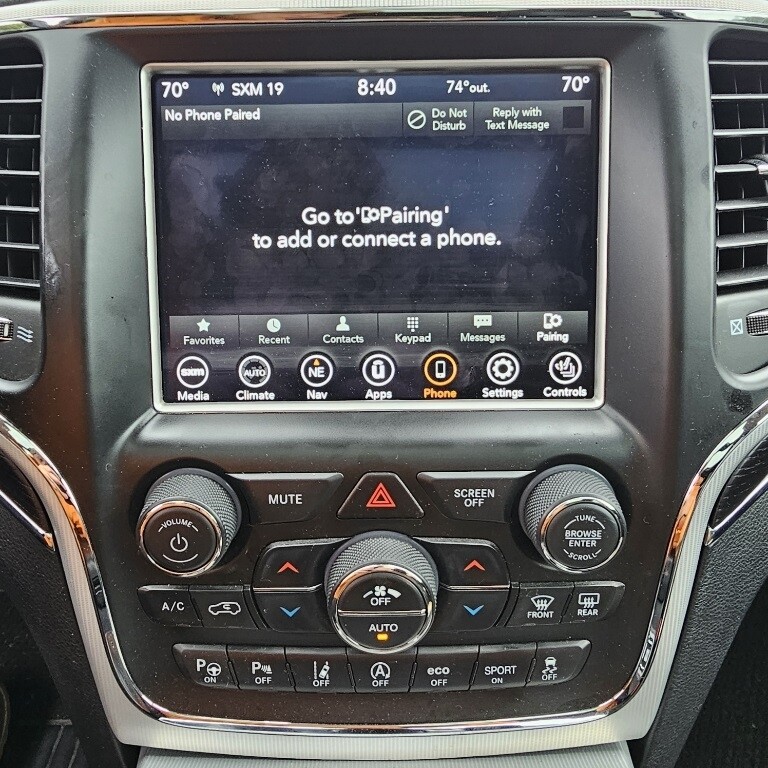 70° SXM 19 8:40 74°out. 70°
No Phone Paired
Do Not
Disturb
Reply with
Text Message
Go to 'Pairing'
to add or connect a phone.
Favorites Recent Contacts Keypad Messages Pairing
sxm AUTO NE
Media Climate Nav Apps Phone Settings Controls
MUTE
SCREEN
OFF
VOLUME
TUNE
BROWSE
ENTER
SCROLL
OFF
AUTO
A/C
FRONT
REAR
P ON
P OFF
OFF
A OFF
eco
OFF
SPORT
ON
OFF